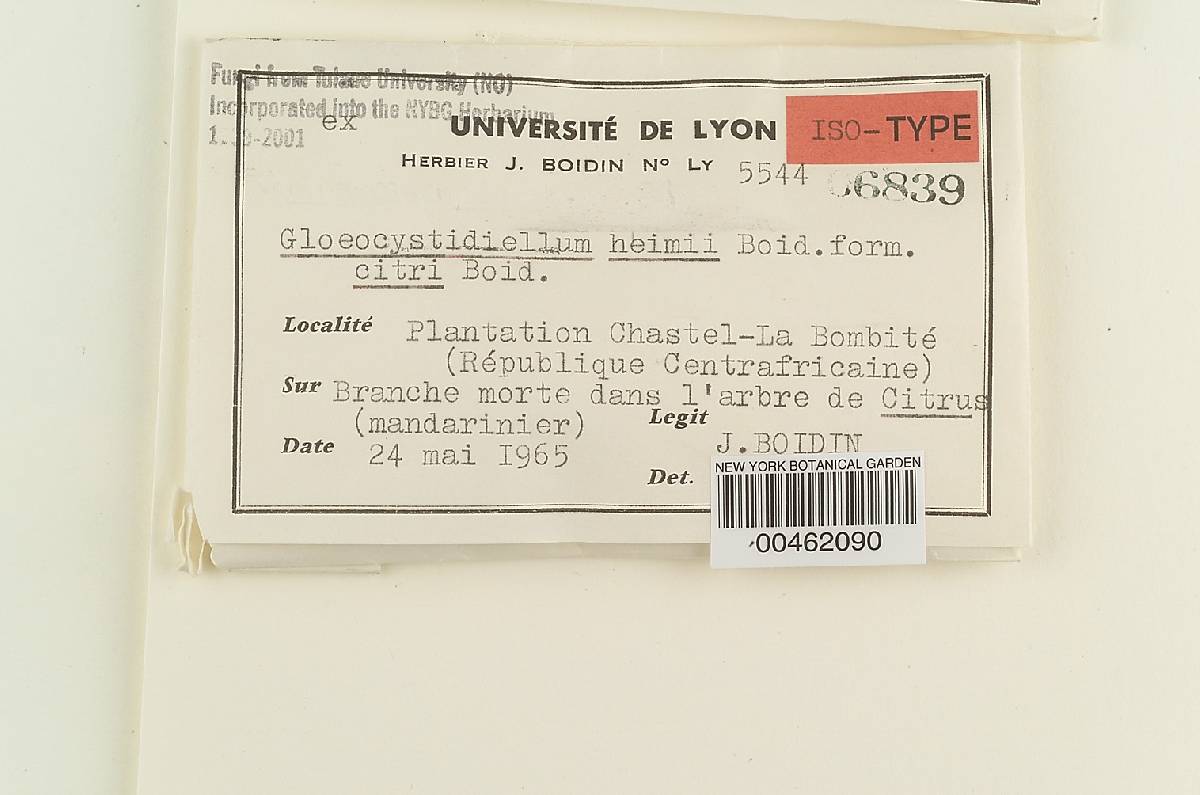 Fungi from Tulane University (NO)
Incorporated into the NYBG Herbarium
ex UNIVERSITÉ DE LYON ISO-TYPE
HERBIER J. BOIDIN Nº LY 5544 6839
Gloeocystidiellum heimii Boid.form.
citri Boid.
Localité Plantation Chastel-La Bombité
(République Centrafricaine)
Sur Branche morte dans l'arbre de Citrus
(mandarinier) Legit
Date 24 mai 1965 J.BOIDIN
Det.
NEW YORK BOTANICAL GARDEN
00462090